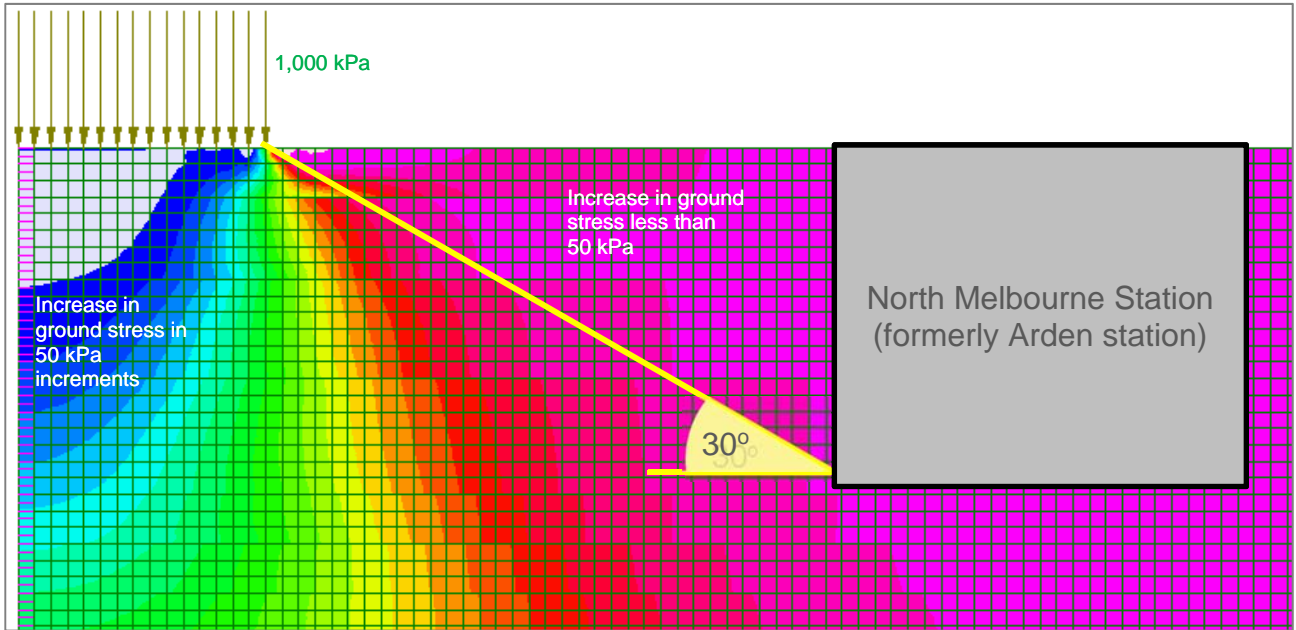 1,000 kPa
Increase in ground
stress less than
50 kPa
Increase in
ground stress in
50 kPa
increments
North Melbourne Station
(formerly Arden station)
30º
30º